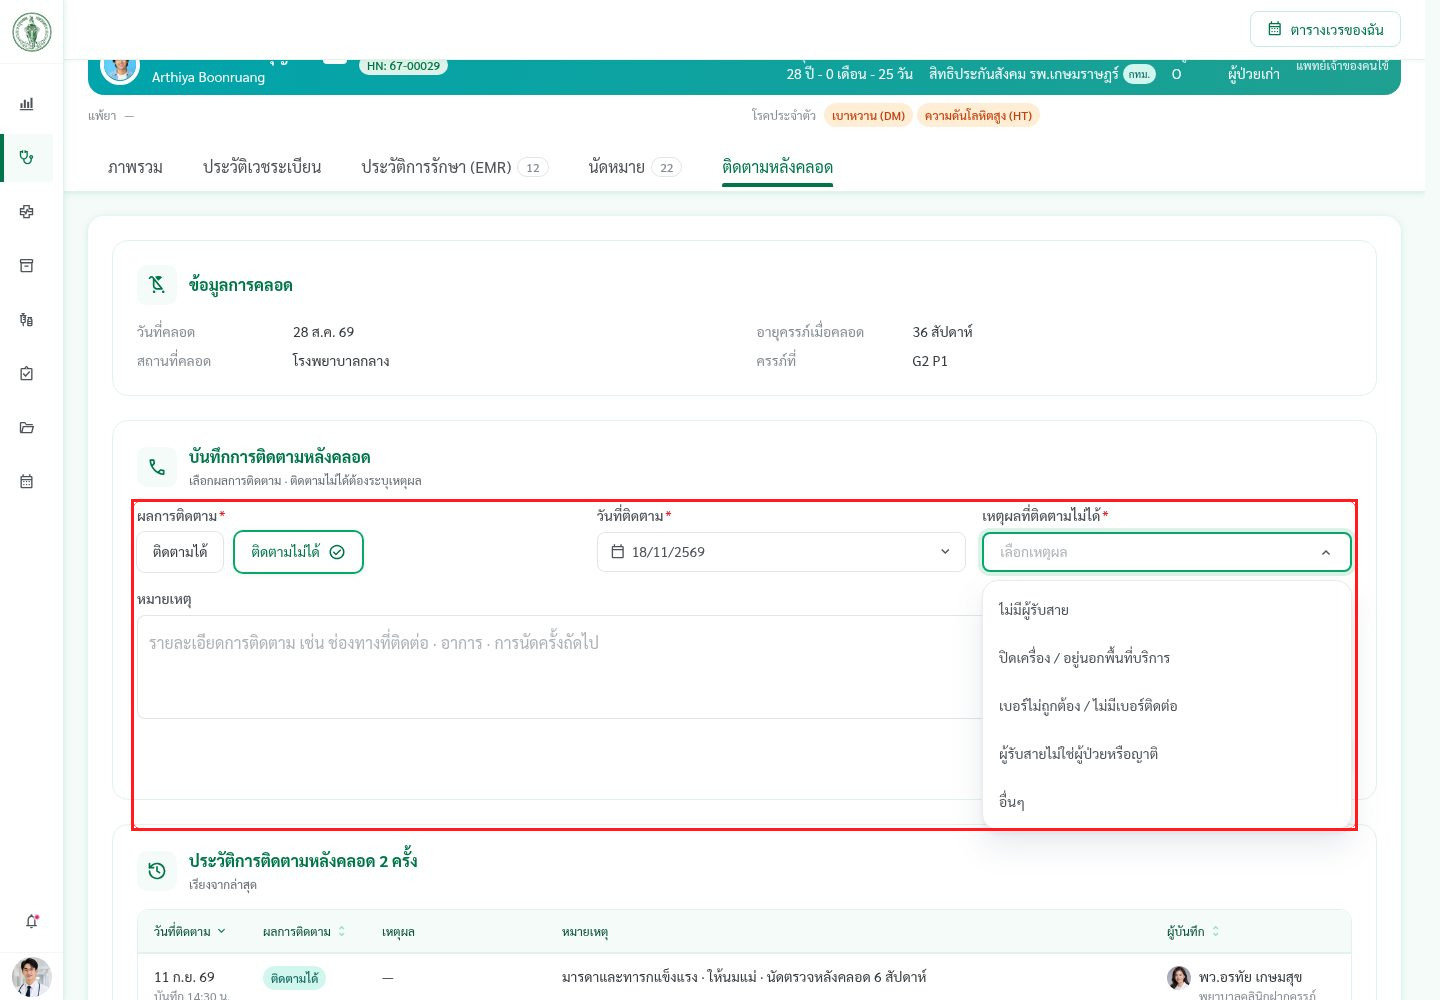 ตารางเวรของฉัน
HN: 67-00029
Arthiya Boonruang
28 ปี - 0 เดือน - 25 วัน
สิทธิประกันสังคม รพ.เกษมราษฎร์
กทม.
O
ผู้ป่วยเก่า
แพทย์เจ้าของคนไข้
แพ้ยา —
โรคประจำตัว
เบาหวาน (DM)
ความดันโลหิตสูง (HT)
ภาพรวม
ประวัติเวชระเบียน
ประวัติการรักษา (EMR) 12
นัดหมาย 22
ติดตามหลังคลอด
ข้อมูลการคลอด
วันที่คลอด 28 ส.ค. 69
อายุครรภ์เมื่อคลอด 36 สัปดาห์
สถานที่คลอด โรงพยาบาลกลาง
ครรภ์ที่ G2 P1
บันทึกการติดตามหลังคลอด
เลือกผลการติดตาม · ติดตามไม่ได้ต้องระบุเหตุผล
ผลการติดตาม*
วันที่ติดตาม*
เหตุผลที่ติดตามไม่ได้*
ติดตามได้
ติดตามไม่ได้
18/11/2569
เลือกเหตุผล
หมายเหตุ
รายละเอียดการติดตาม เช่น ช่องทางที่ติดต่อ · อาการ · การนัดครั้งถัดไป
ไม่มีผู้รับสาย
ปิดเครื่อง / อยู่นอกพื้นที่บริการ
เบอร์ไม่ถูกต้อง / ไม่มีเบอร์ติดต่อ
ผู้รับสายไม่ใช่ผู้ป่วยหรือญาติ
อื่นๆ
ประวัติการติดตามหลังคลอด 2 ครั้ง
เรียงจากล่าสุด
วันที่ติดตาม
ผลการติดตาม
เหตุผล
หมายเหตุ
ผู้บันทึก
11 ก.ย. 69
ติดตามได้
—
มารดาและทารกแข็งแรง · ให้นมแม่ · นัดตรวจหลังคลอด 6 สัปดาห์
พว.อรทัย เกษมสุข
บันทึก 14:30 น.
พยาบาลคลินิกฝากครรภ์